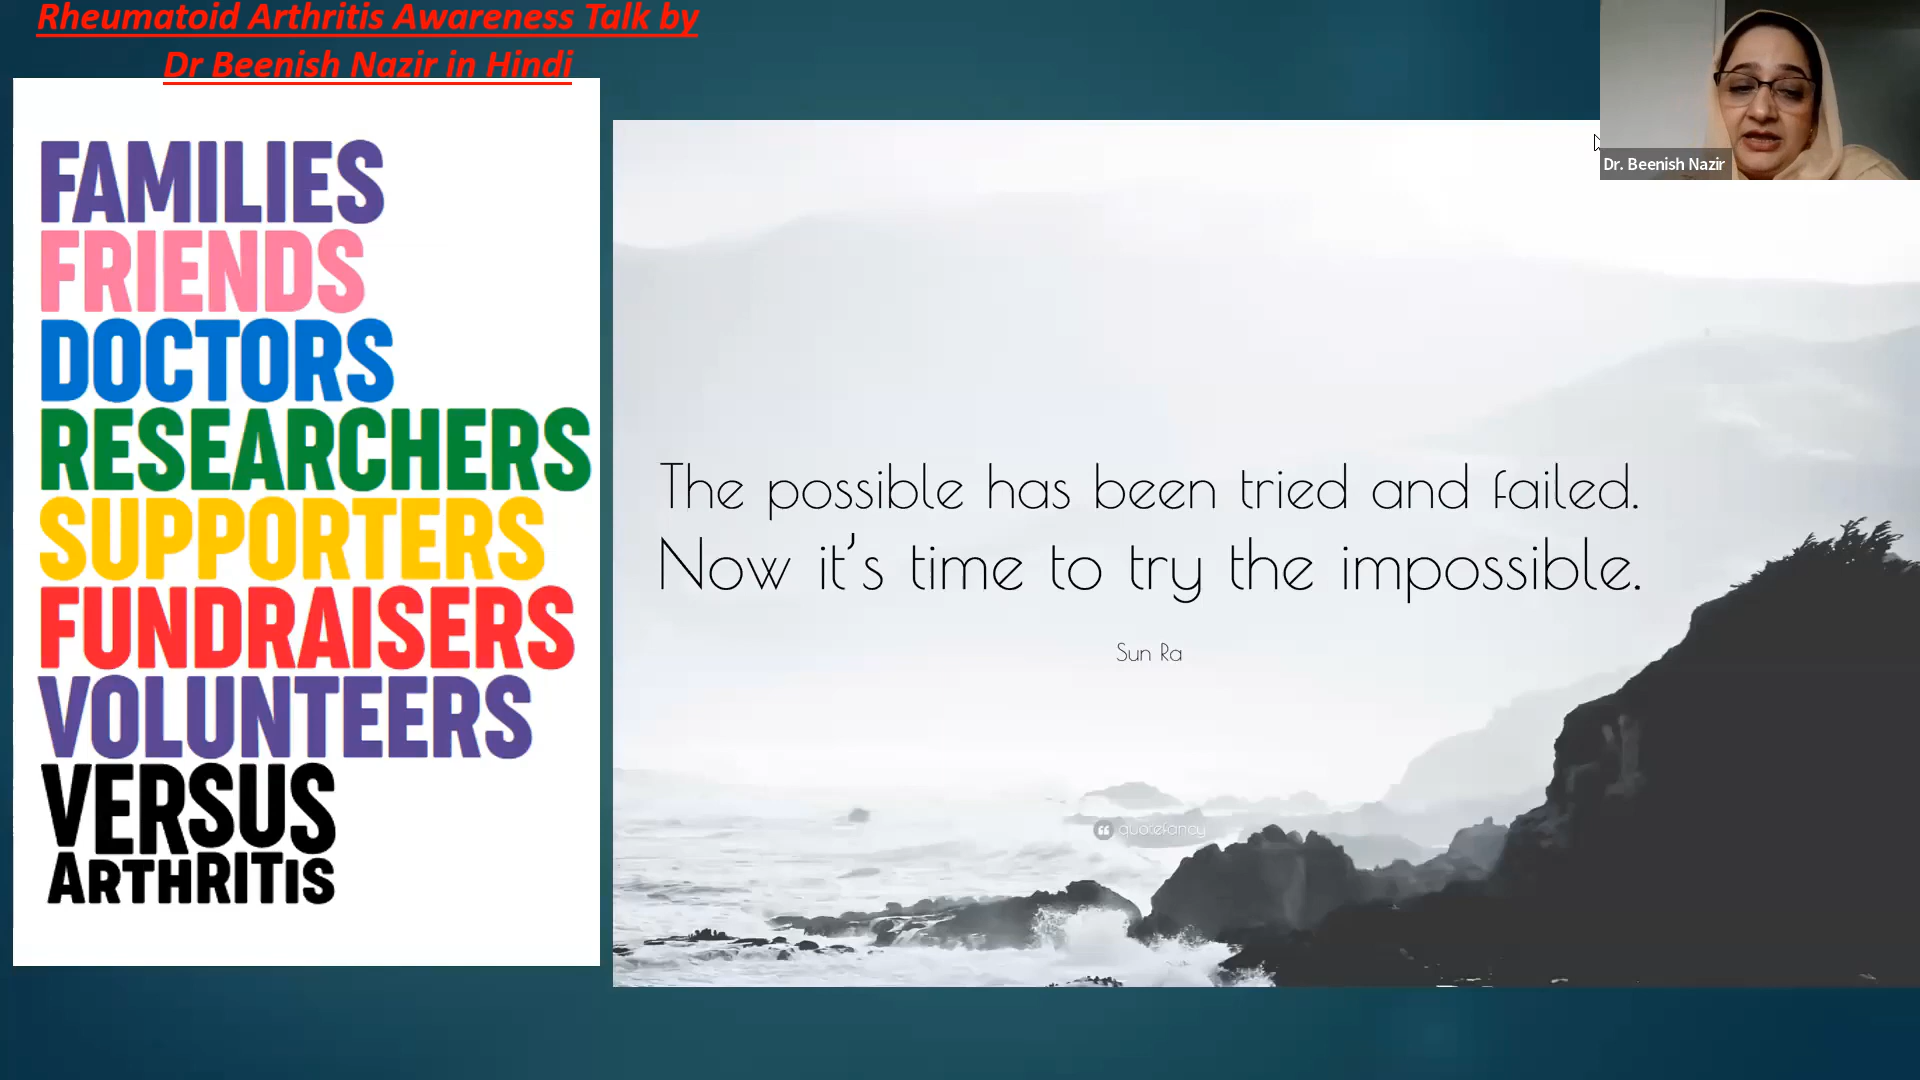 Rheumatoid Arthritis Awareness Talk by
Dr Beenish Nazir in Hindi
FAMILIES
FRIENDS
DOCTORS
RESEARCHERS
SUPPORTERS
FUNDRAISERS
VOLUNTEERS
VERSUS
ARTHRITIS
The possible has been tried and failed.
Now it's time to try the impossible.
Sun Ra
quotefancy
Dr. Beenish Nazir